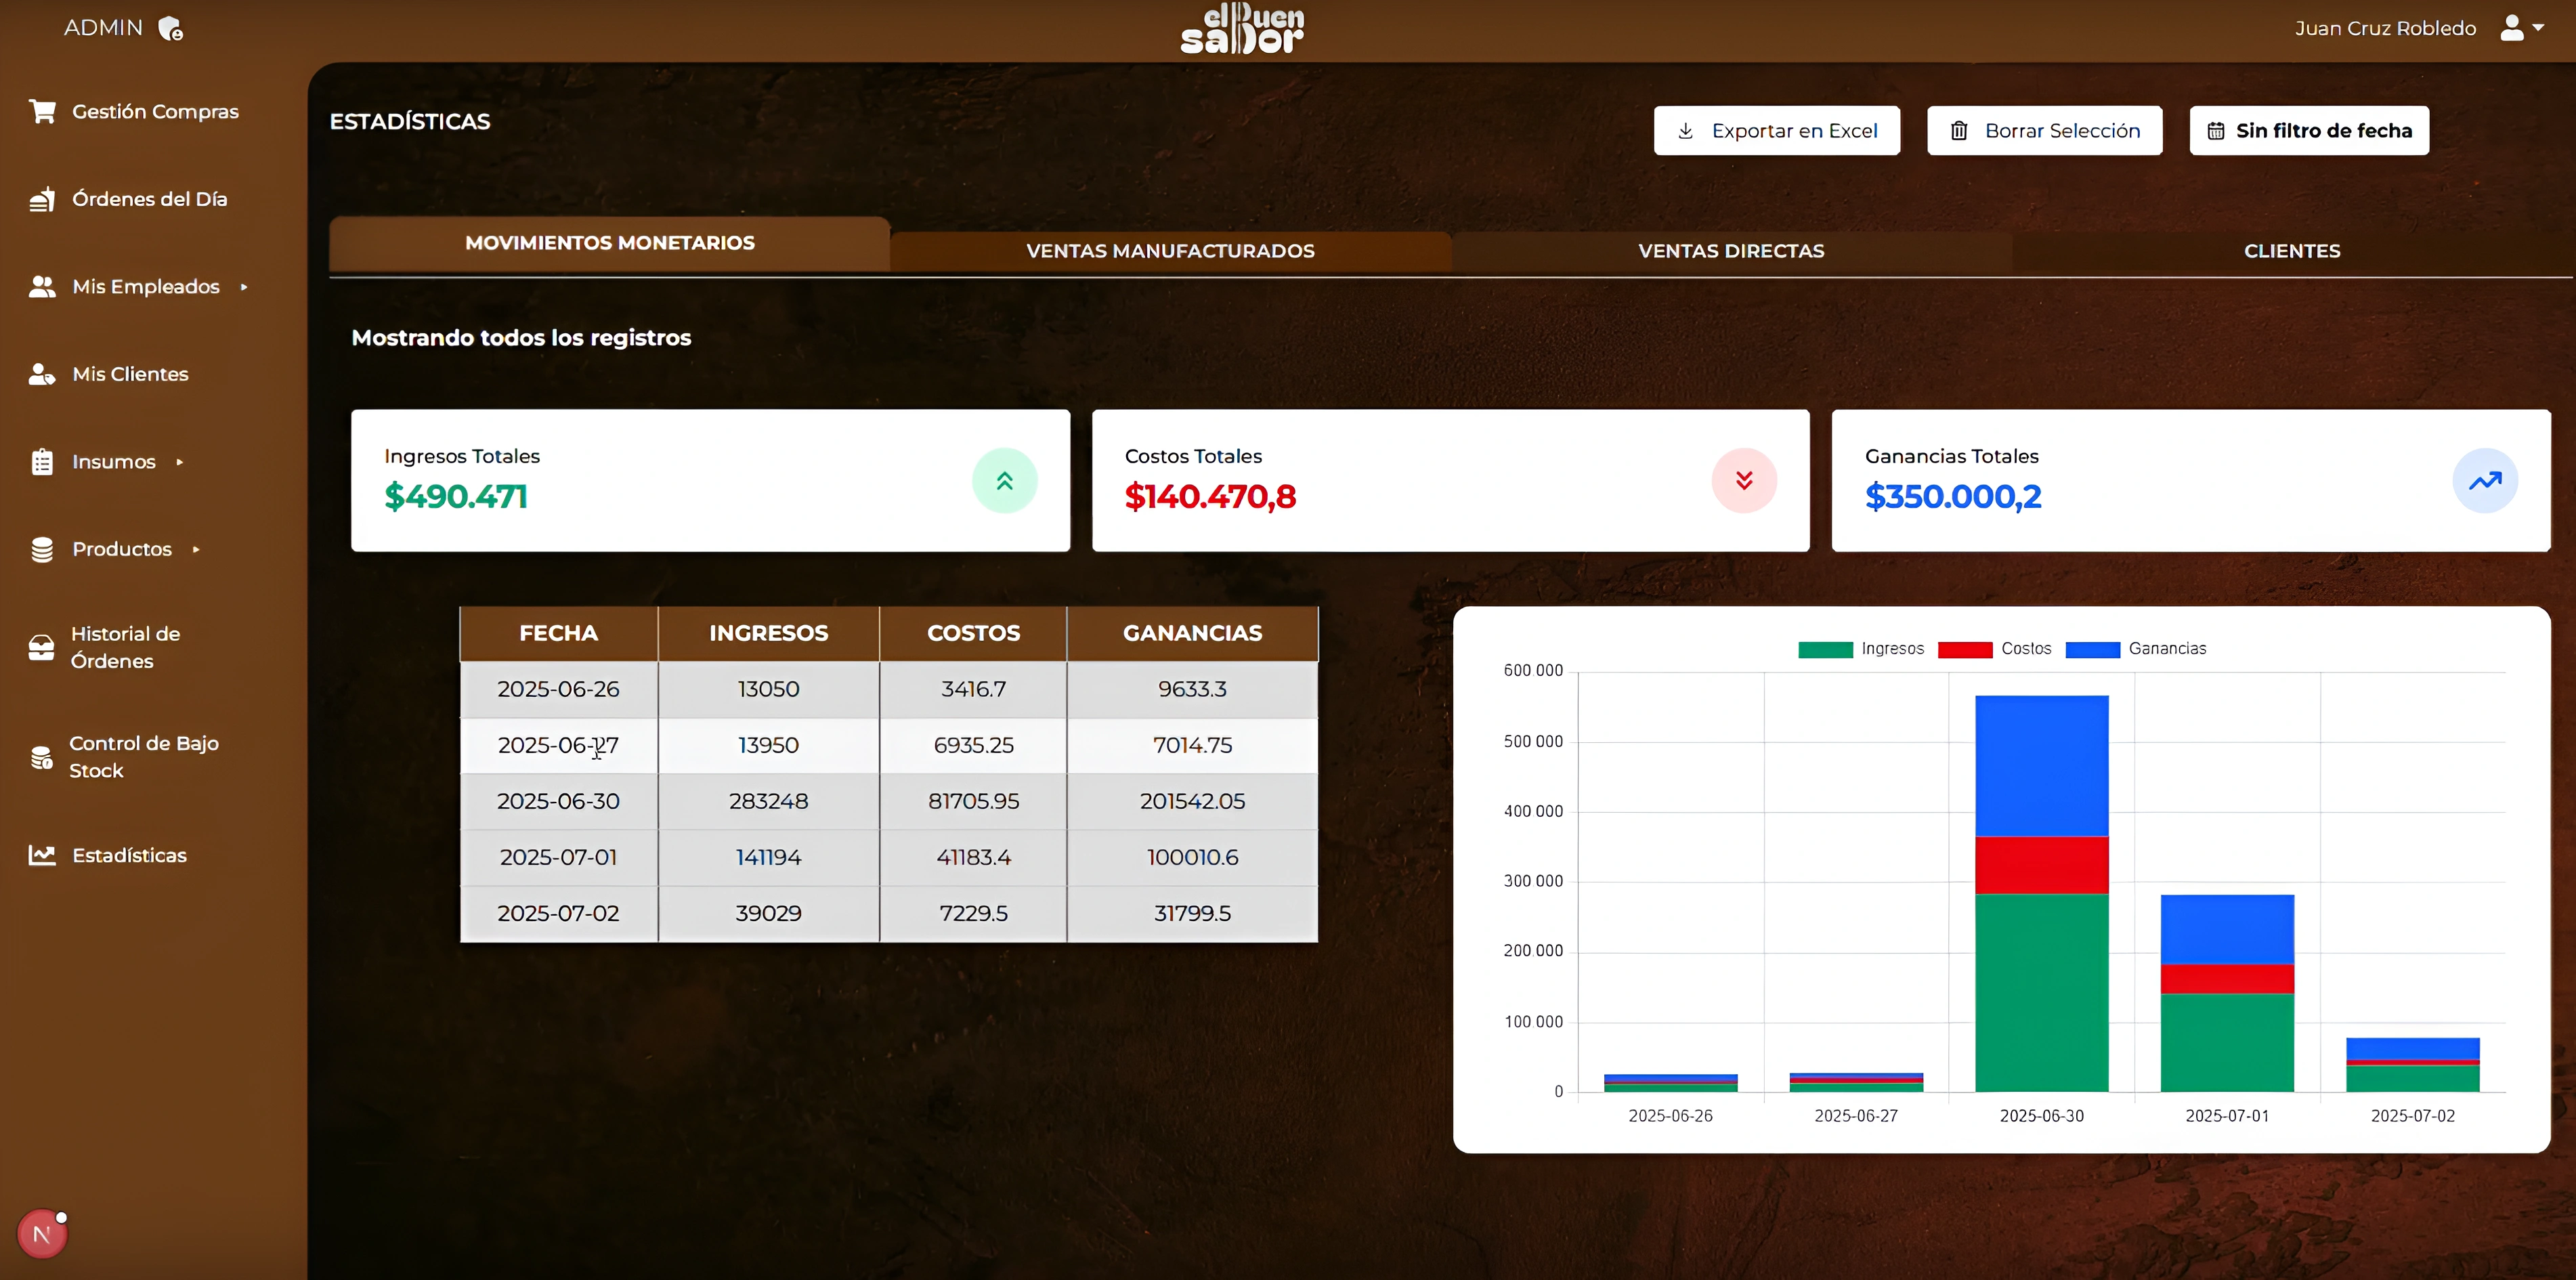 ADMIN
el Buen
saBor
Juan Cruz Robledo
Gestión Compras
Órdenes del Día
Mis Empleados
Mis Clientes
Insumos
Productos
Historial de
Órdenes
Control de Bajo
Stock
Estadísticas
N
ESTADÍSTICAS
Exportar en Excel
Borrar Selección
Sin filtro de fecha
MOVIMIENTOS MONETARIOS
VENTAS MANUFACTURADOS
VENTAS DIRECTAS
CLIENTES
Mostrando todos los registros
Ingresos Totales
$490.471
Costos Totales
$140.470,8
Ganancias Totales
$350.000,2
FECHA INGRESOS COSTOS GANANCIAS
2025-06-26 13050 3416.7 9633.3
2025-06-27 13950 6935.25 7014.75
2025-06-30 283248 81705.95 201542.05
2025-07-01 141194 41183.4 100010.6
2025-07-02 39029 7229.5 31799.5
Ingresos Costos Ganancias
600 000
500 000
400 000
300 000
200 000
100 000
0
2025-06-26 2025-06-27 2025-06-30 2025-07-01 2025-07-02